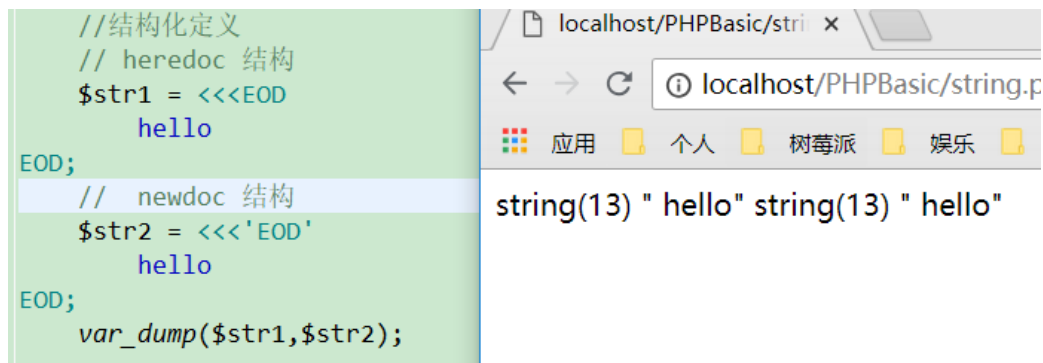 //结构化定义
// heredoc 结构
$str1 = <<<EOD
hello
EOD;
// newdoc 结构
$str2 = <<<'EOD'
hello
EOD;
var_dump($str1,$str2);
localhost/PHPBasic/stri
localhost/PHPBasic/string.p
应用 个人 树莓派 娱乐
string(13) " hello" string(13) " hello"